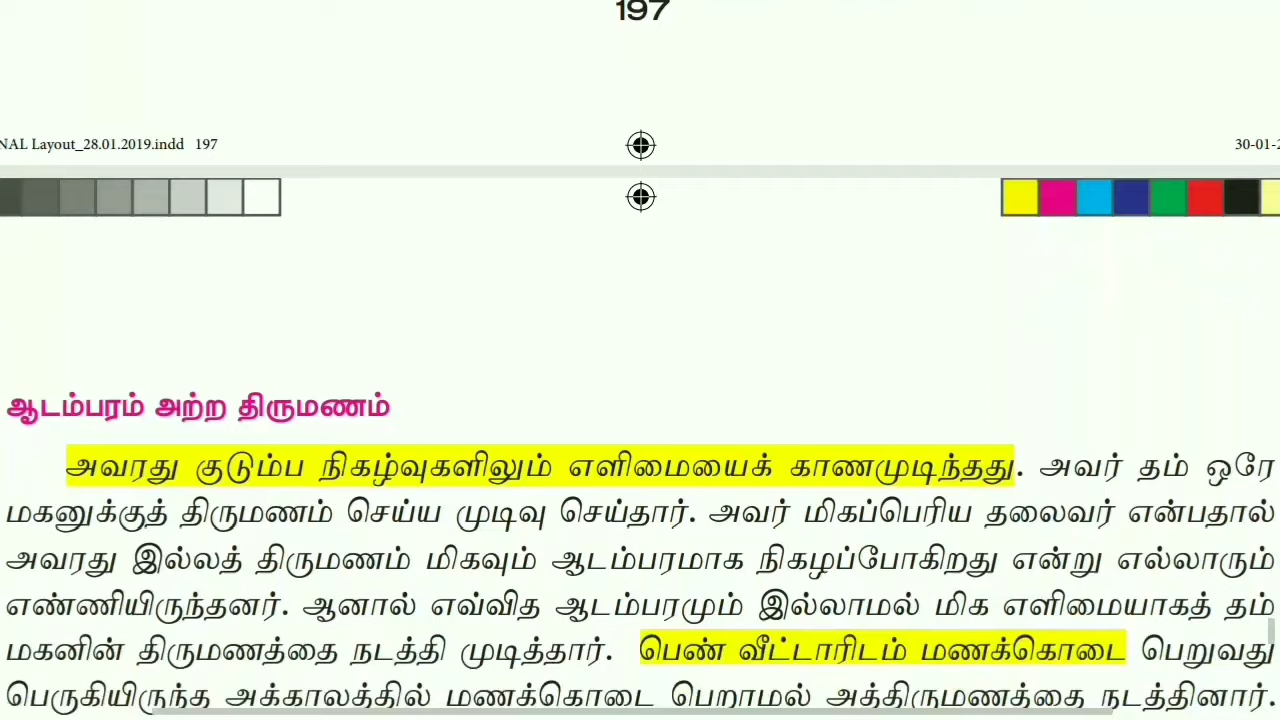 197
NAL Layout_28.01.2019.indd 197
30-01-2
ஆடம்பரம் அற்ற திருமணம்
அவரது குடும்ப நிகழ்வுகளிலும் எளிமையைக் காணமுடிந்தது. அவர் தம் ஒரே
மகனுக்குத் திருமணம் செய்ய முடிவு செய்தார். அவர் மிகப்பெரிய தலைவர் என்பதால்
அவரது இல்லத் திருமணம் மிகவும் ஆடம்பரமாக நிகழப்போகிறது என்று எல்லாரும்
எண்ணியிருந்தனர். ஆனால் எவ்வித ஆடம்பரமும் இல்லாமல் மிக எளிமையாகத் தம்
மகனின் திருமணத்தை நடத்தி முடித்தார். பெண் வீட்டாரிடம் மணக்கொடை பெறுவது
பெருகியிருந்த அக்காலத்தில் மணக்கொடை பெறாமல் அத்திருமணத்தை நடத்தினார்.